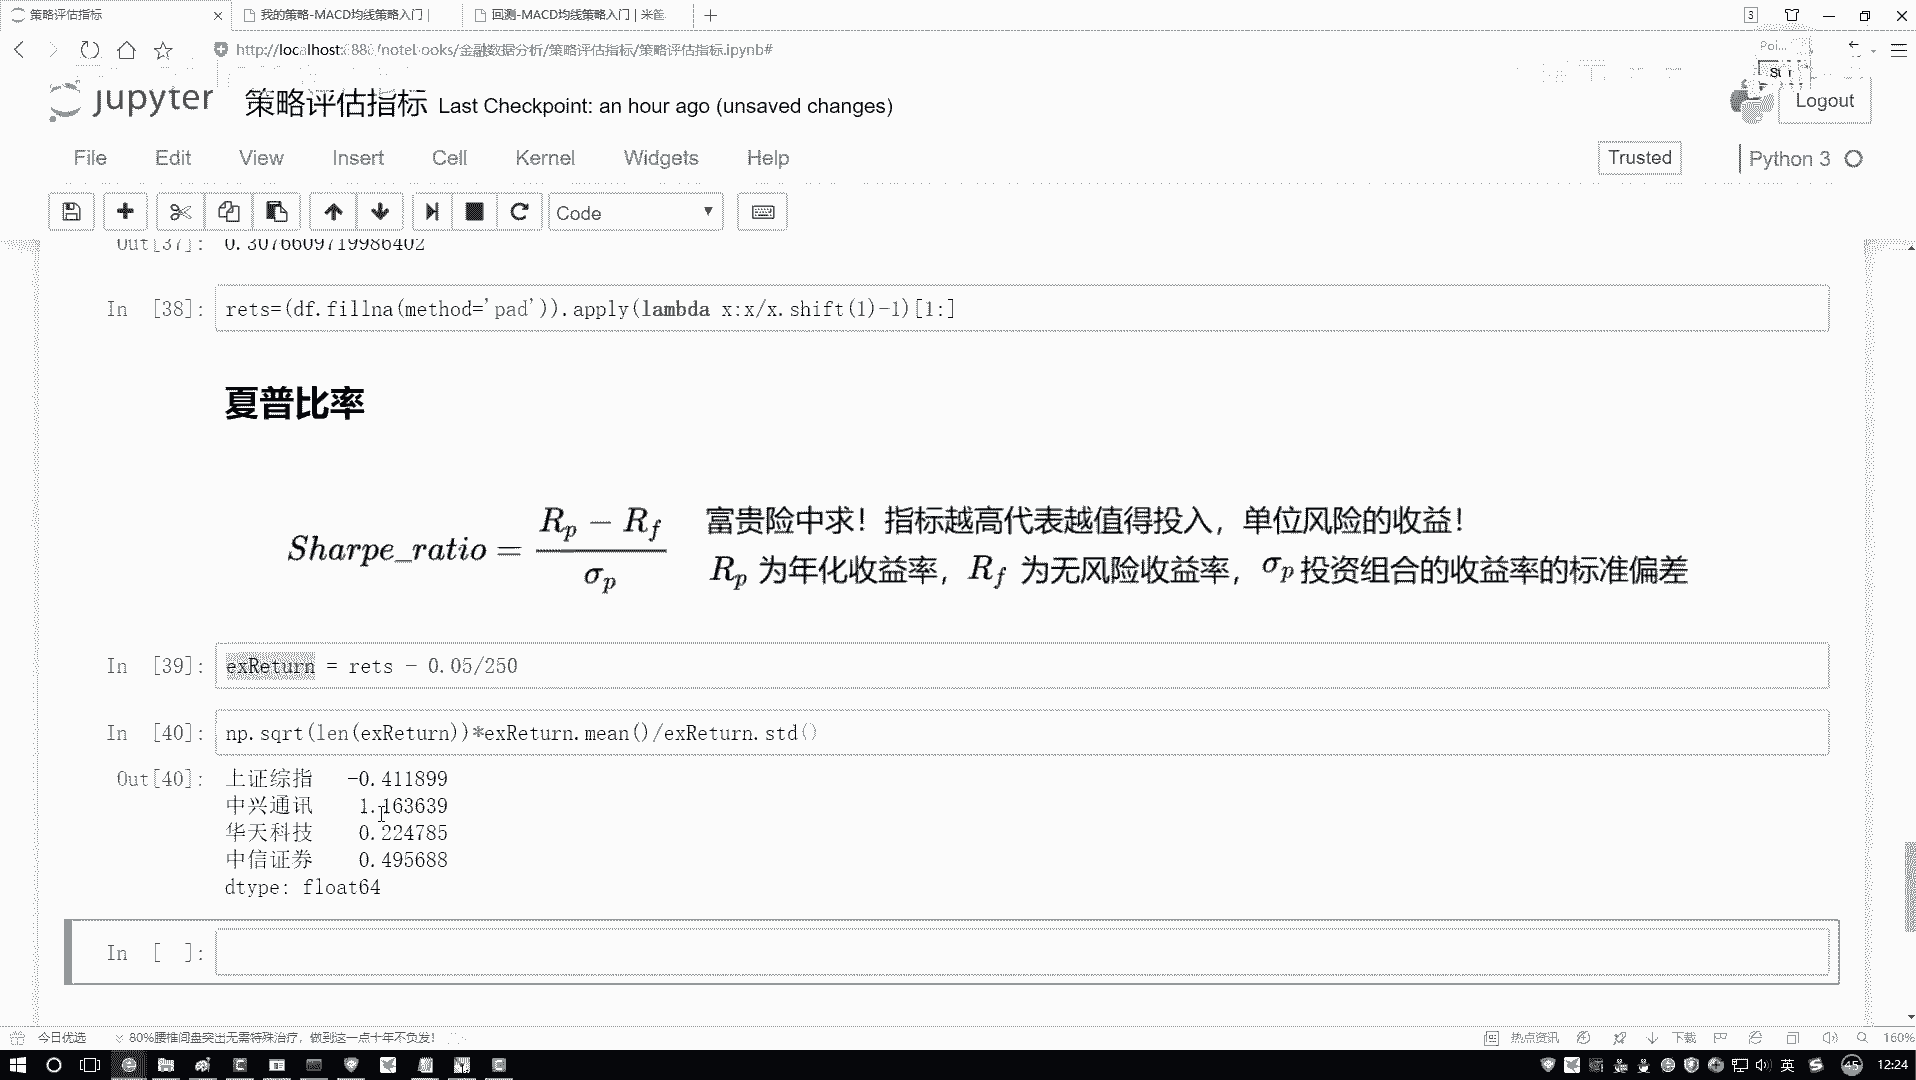 策略评估指标
我的策略-MACD均线策略入门 |
回测-MACD均线策略入门 | 米筐
3
http://localhost:888/notebooks/金融数据分析/策略评估指标/策略评估指标.ipynb#
Poi...
jupyter 策略评估指标 Last Checkpoint: an hour ago (unsaved changes)
Logout
File Edit View Insert Cell Kernel Widgets Help
Trusted
Python 3
Code
Out[37]: 0.3076609719986402
In [38]: rets=(df.fillna(method='pad')).apply(lambda x:x/x.shift(1)-1)[1:]
夏普比率
Sharpe_ratio = (R_p − R_f) / σ_p
富贵险中求！指标越高代表越值得投入，单位风险的收益！
R_p 为年化收益率，R_f 为无风险收益率，σ_p 投资组合的收益率的标准偏差
In [39]: exReturn = rets - 0.05/250
In [40]: np.sqrt(len(exReturn))*exReturn.mean()/exReturn.std()
Out[40]: 上证综指 -0.411899
中兴通讯 1.163639
华天科技 0.224785
中信证券 0.495688
dtype: float64
In [ ]:
今日优选
80%腰椎间盘突出无需特殊治疗，做到这一点十年不负发！
热点资讯
下载
160%
英
45
12:24